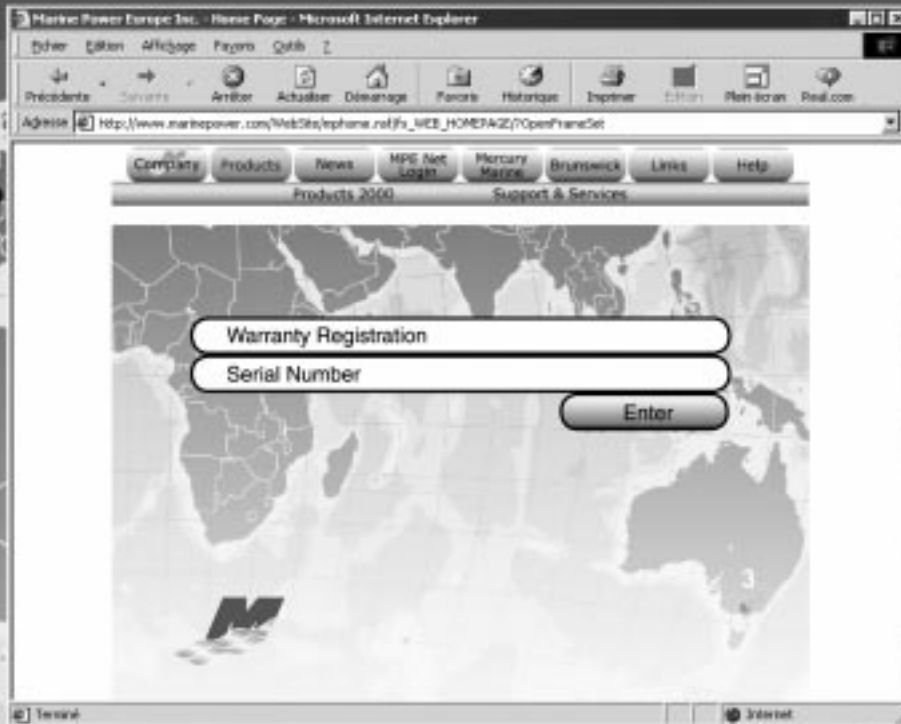 Marine Power Europe Inc. - Home Page - Microsoft Internet Explorer
Fichier Edition Affichage Favoris Outils ?
Précédente Suivante Arrêter Actualiser Démarrage Favoris Historique Imprimer Edition Plein écran Real.com
Adresse http://www.marinepower.com/WebSite/mphome.nsf/fs_WEB_HOMEPAGE/?OpenFrameSet
Company Products News MPE Net Login Mercury Marine Brunswick Links Help
Products 2000 Support & Services
Warranty Registration
Serial Number
Enter
3
M
Terminé Internet